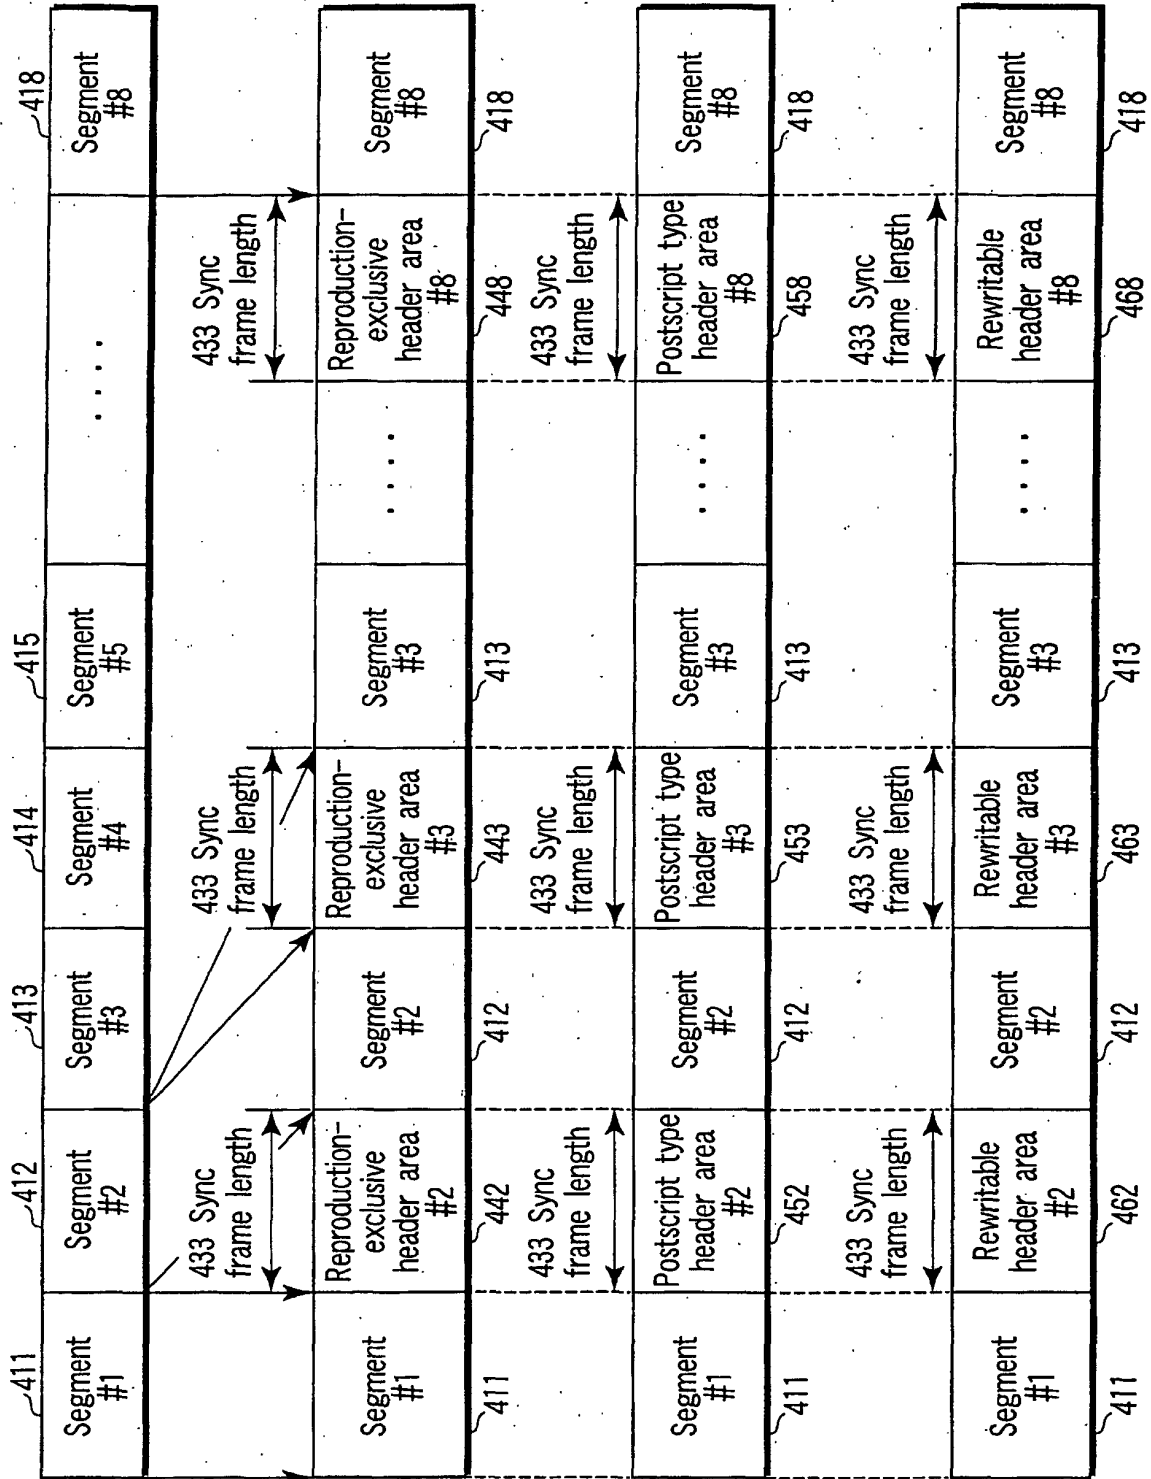 411
412
413
414
415
418
Segment
#1
Segment
#2
Segment
#3
Segment
#4
Segment
#5
....
Segment
#8
433 Sync
frame length
433 Sync
frame length
433 Sync
frame length
Segment
#1
Reproduction-
exclusive
header area
#2
Segment
#2
Reproduction-
exclusive
header area
#3
Segment
#3
....
Reproduction-
exclusive
header area
#8
Segment
#8
411
442
412
443
413
448
418
433 Sync
frame length
433 Sync
frame length
433 Sync
frame length
Segment
#1
Postscript type
header area
#2
Segment
#2
Postscript type
header area
#3
Segment
#3
....
Postscript type
header area
#8
Segment
#8
411
452
412
453
413
458
418
433 Sync
frame length
433 Sync
frame length
433 Sync
frame length
Segment
#1
Rewritable
header area
#2
Segment
#2
Rewritable
header area
#3
Segment
#3
....
Rewritable
header area
#8
Segment
#8
411
462
412
463
413
468
418